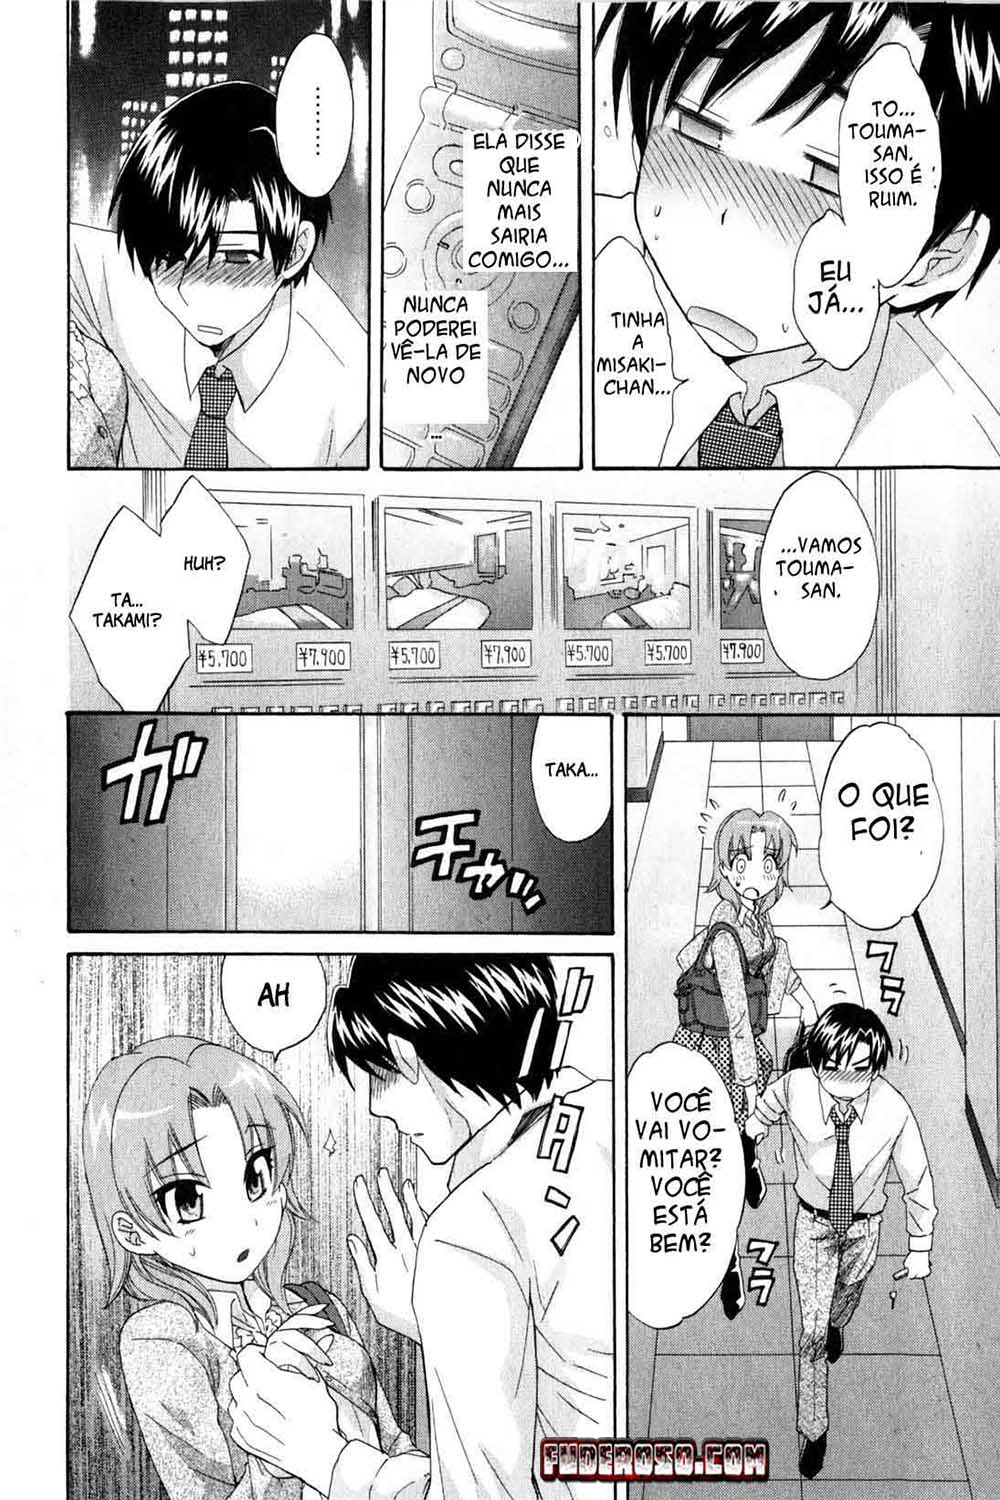 TO...
TOUMA-
SAN,
ISSO É
RUIM.
EU
JÁ...
TINHA
A
MISAKI-
CHAN...
ELA DISSE
QUE
NUNCA
MAIS
SAIRIA
COMIGO...
NUNCA
PODEREI
VÊ-LA DE
NOVO
...
.........
...VAMOS
TOUMA-
SAN.
HUH?
TA...
TAKAMI?
¥5.700
¥7.900
¥5.700
¥7.900
¥5.700
¥5.700
¥7.900
O QUE
FOI?
フラ
VOCÊ
VAI VO-
MITAR?
VOCÊ
ESTÁ
BEM?
フラ
TAKA...
ガ
チャッ
AH
バタン
FUDEROSO.COM